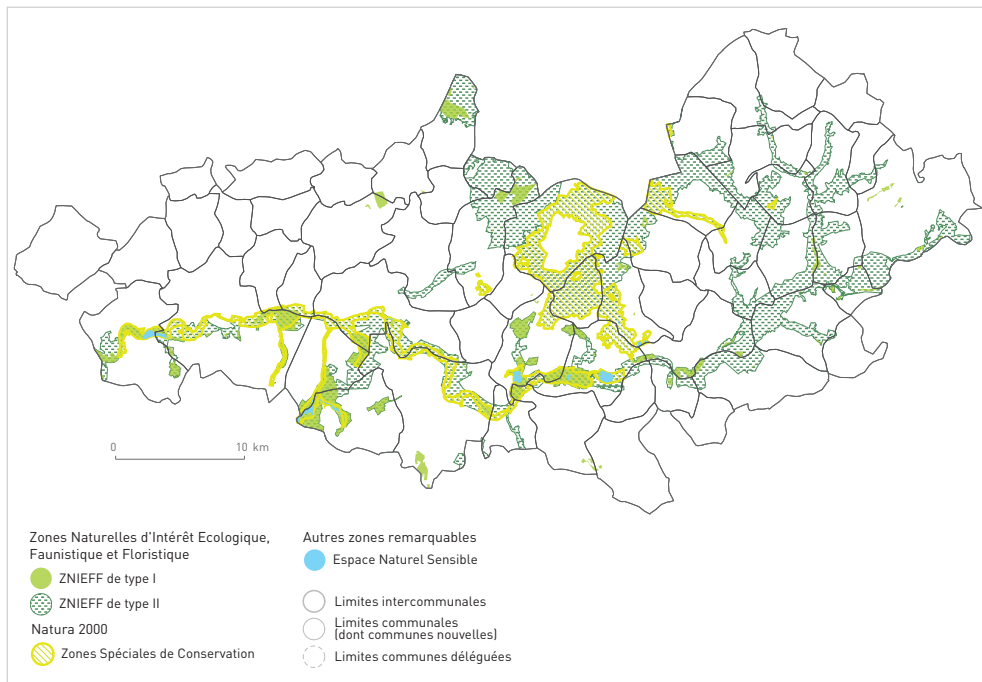 0 10 km
Zones Naturelles d'Intérêt Ecologique,
Faunistique et Floristique
ZNIEFF de type I
ZNIEFF de type II
Natura 2000
Zones Spéciales de Conservation
Autres zones remarquables
Espace Naturel Sensible
Limites intercommunales
Limites communales
(dont communes nouvelles)
Limites communes déléguées